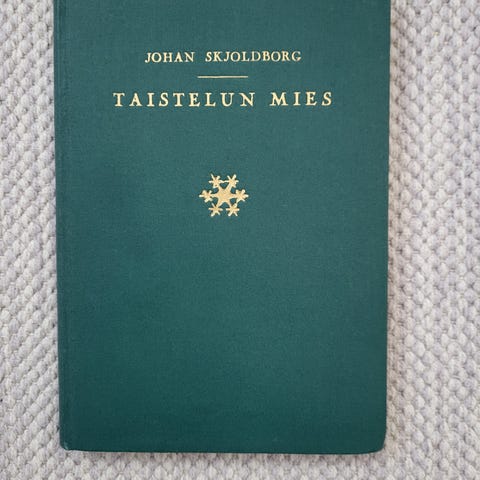 JOHAN SKJOLDBORG
TAISTELUN MIES